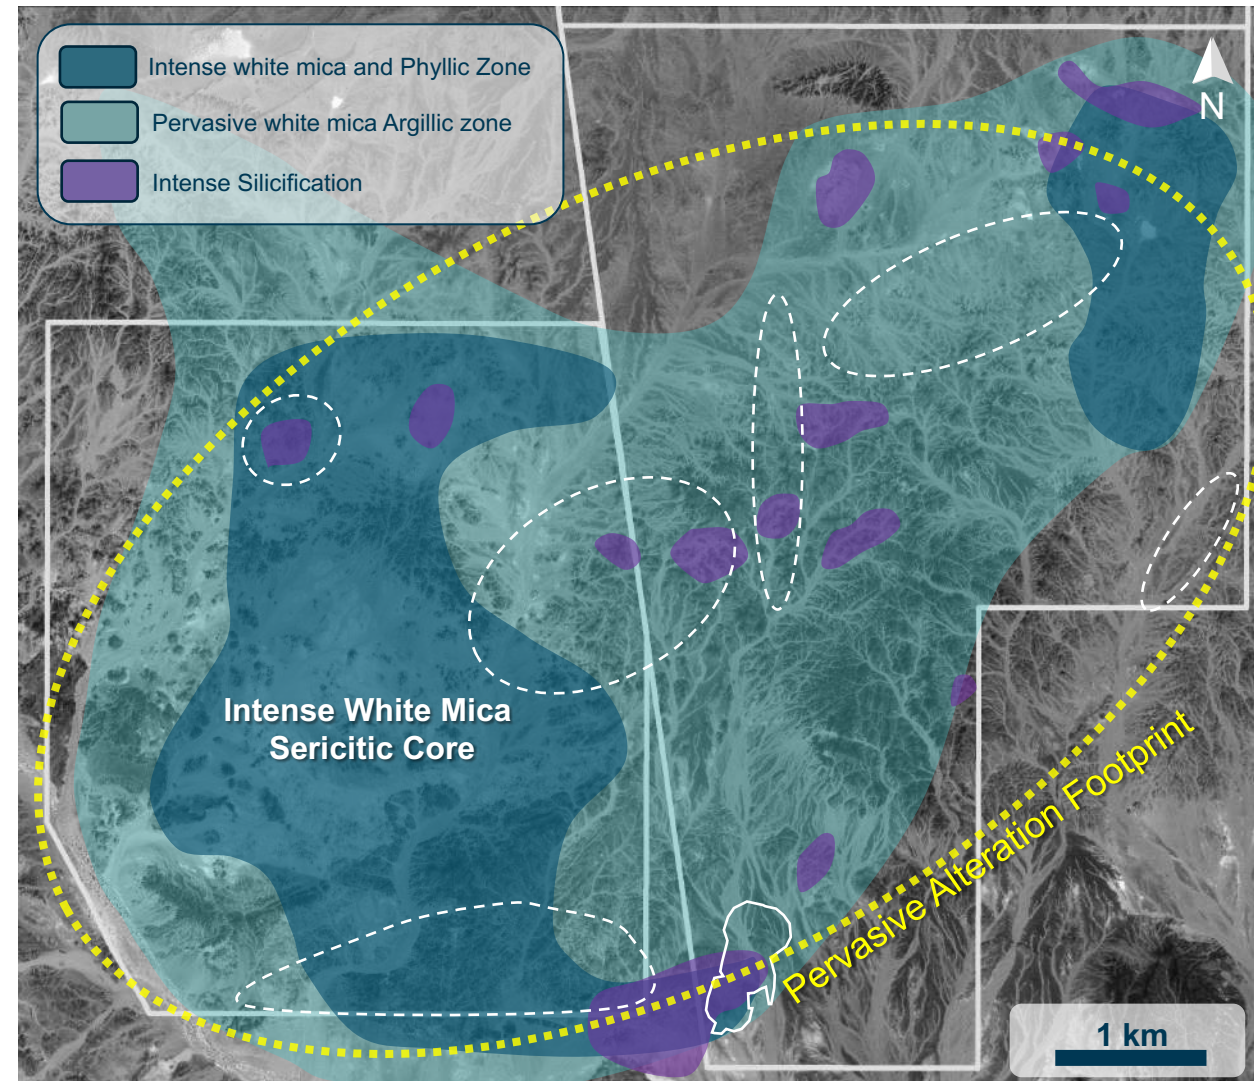 Intense white mica and Phyllic Zone
Pervasive white mica Argillic zone
Intense Silicification
N
Intense White Mica
Sericitic Core
Pervasive Alteration Footprint
1 km